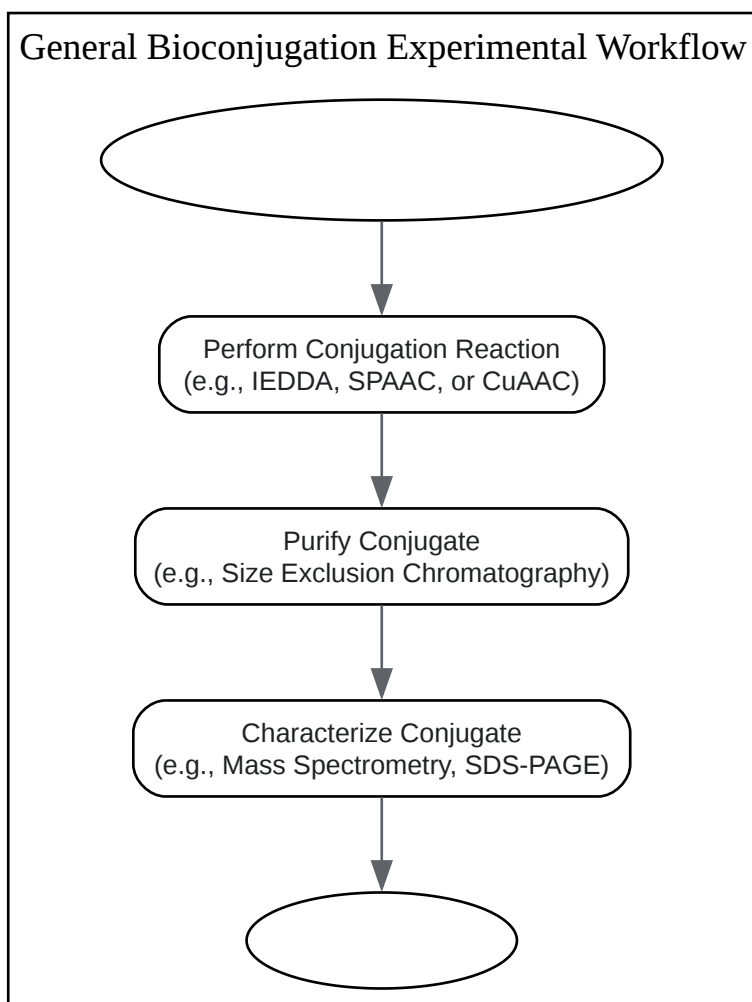 General Bioconjugation Experimental Workflow
Perform Conjugation Reaction
(e.g., IEDDA, SPAAC, or CuAAC)
Purify Conjugate
(e.g., Size Exclusion Chromatography)
Characterize Conjugate
(e.g., Mass Spectrometry, SDS-PAGE)